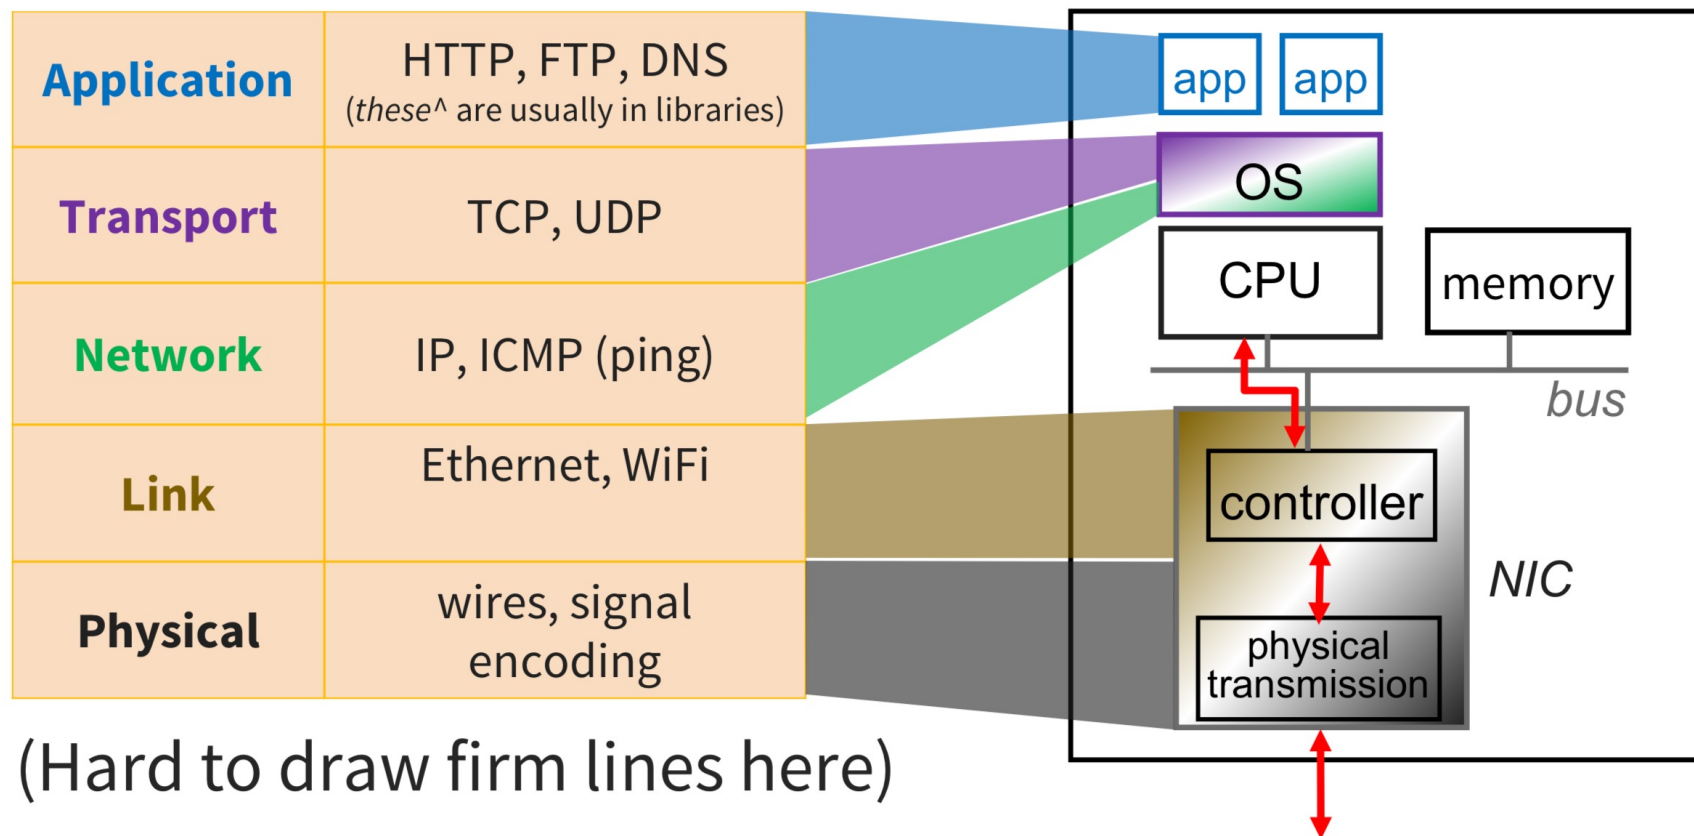 Application
HTTP, FTP, DNS
(these^ are usually in libraries)
Transport
TCP, UDP
Network
IP, ICMP (ping)
Link
Ethernet, WiFi
Physical
wires, signal
encoding
(Hard to draw firm lines here)
app
app
OS
CPU
memory
bus
controller
NIC
physical
transmission